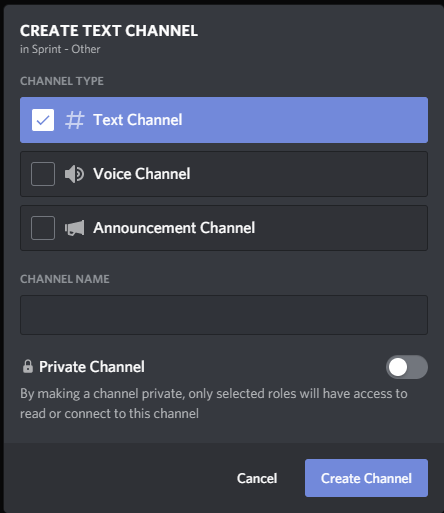 CREATE TEXT CHANNEL
in Sprint - Other
CHANNEL TYPE
Text Channel
Voice Channel
Announcement Channel
CHANNEL NAME
Private Channel
By making a channel private, only selected roles will have access to
read or connect to this channel
Cancel
Create Channel